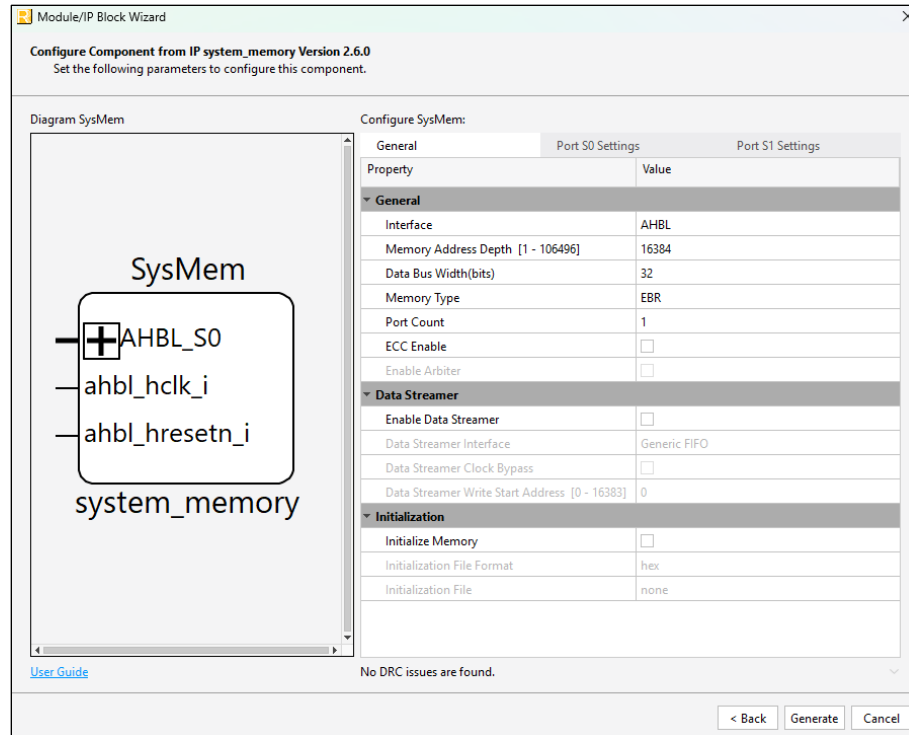 Module/IP Block Wizard
Configure Component from IP system_memory Version 2.6.0
Set the following parameters to configure this component.
Diagram SysMem
SysMem
AHBL_S0
ahbl_hclk_i
ahbl_hresetn_i
system_memory
User Guide
Configure SysMem:
General Port S0 Settings Port S1 Settings
Property Value
General
Interface AHBL
Memory Address Depth [1 - 106496] 16384
Data Bus Width(bits) 32
Memory Type EBR
Port Count 1
ECC Enable
Enable Arbiter
Data Streamer
Enable Data Streamer
Data Streamer Interface Generic FIFO
Data Streamer Clock Bypass
Data Streamer Write Start Address [0 - 16383] 0
Initialization
Initialize Memory
Initialization File Format hex
Initialization File none
No DRC issues are found.
< Back Generate Cancel